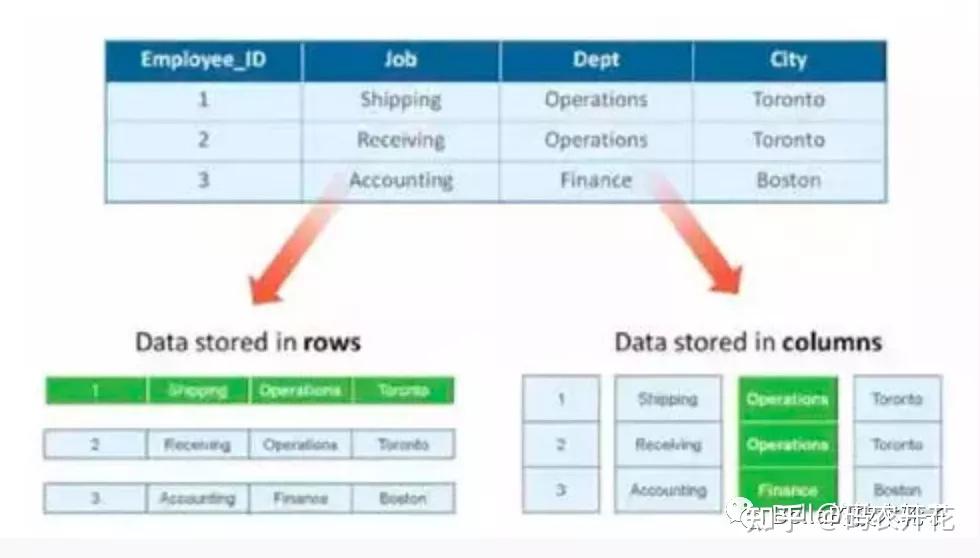 Employee_ID Job Dept City
1 Shipping Operations Toronto
2 Receiving Operations Toronto
3 Accounting Finance Boston
Data stored in rows
1 Shipping Operations Toronto
2 Receiving Operations Toronto
3 Accounting Finance Boston
Data stored in columns
1 Shipping Operations Toronto
2 Receiving Operations Toronto
3 Accounting Finance Boston
知乎